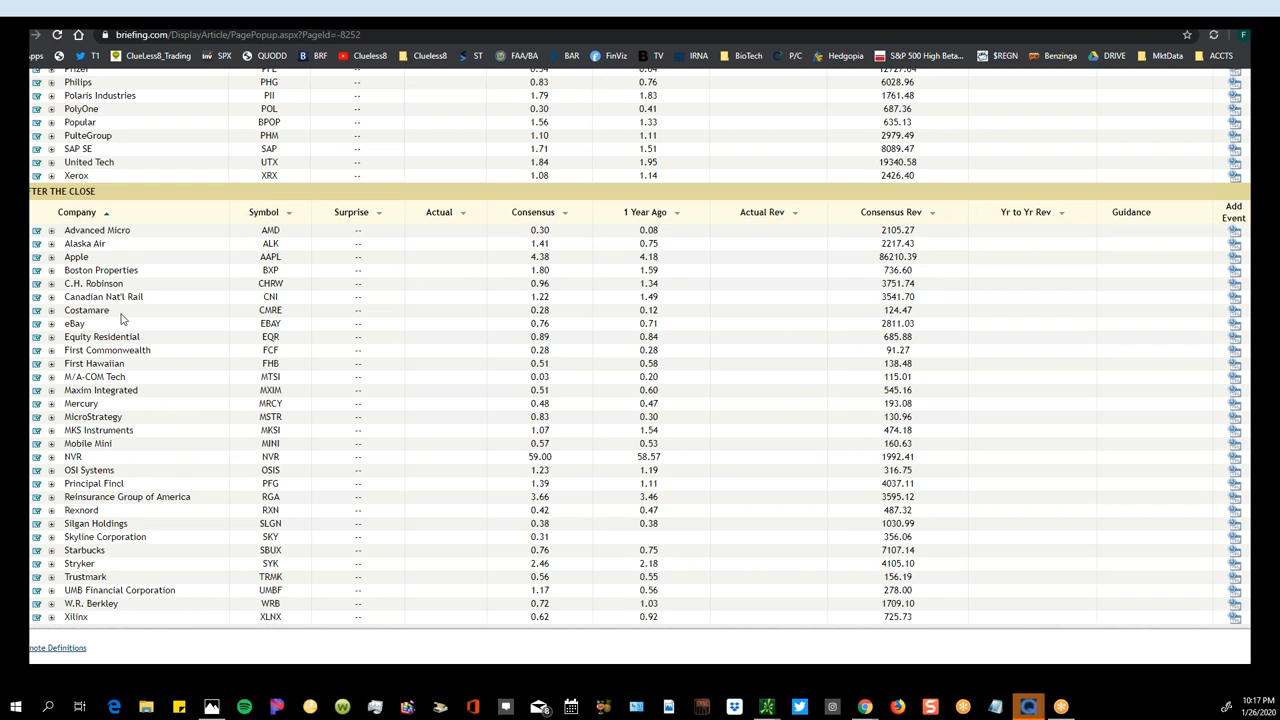 briefing.com/DisplayArticle/PagePopup.aspx?PageId=-8252 F
Apps T1 ClueLess8_Trading SPX QUODD BRF Clueless8 Clueless8 ST FAA/BA BAR FinViz TV IRNA BioTech P/C Hedgopia S&P 500 High Beta... $REGN Benzinga DRIVE MktData ACCTS
Philips PHG -- 0.83 0.76 6028.96
Polaris Industries PII -- 1.79 1.83 1761.48
PolyOne POL -- 0.30 0.41 687.36
Popular BPOP -- 1.56 1.33 635.13
PulteGroup PHM -- 1.10 1.11 2979.49
SAP SE SAP -- 1.71 1.51 8089.47
United Tech UTX -- 1.84 1.95 19340.58
Xerox XRX -- 1.08 1.14 2426.40
FTER THE CLOSE
Company Symbol Surprise Actual Consensus 1 Year Ago Actual Rev Consensus Rev Yr to Yr Rev Guidance Add Event
Advanced Micro AMD -- 0.30 0.08 2105.27
Alaska Air ALK -- 1.41 0.75 2217.43
Apple AAPL -- 4.38 4.18 86210.39
Boston Properties BXP -- 1.80 1.59 736.60
C.H. Robinson CHRW -- 0.96 1.34 3751.74
Canadian Nat'l Rail CNI -- 1.22 1.49 3541.70
Costamare CMRE -- 0.28 0.12 124.47
eBay EBAY -- 0.76 0.71 2811.03
Equity Residential EQR -- 0.89 0.84 685.88
First Commonwealth FCF -- 0.28 0.28 91.27
First Hawaiian FHB -- 0.51 0.58 138.48
M/A-COM Tech MTSI -- 0.03 0.20 115.01
Maxim Integrated MXIM -- 0.51 0.60 545.16
Mercury MRCY -- 0.48 0.47 193.08
MicroStrategy MSTR -- 0.83 0.30 130.96
MKS Instruments MKSI -- 1.07 1.54 474.18
Mobile Mini MINI -- 0.57 0.53 160.63
NVR NVR -- 59.00 58.57 1992.41
OSI Systems OSIS -- 1.23 1.19 316.75
Principal Fincl PFG -- 1.39 1.11 4037.11
Reinsurance Group of America RGA -- 3.66 3.46 3595.12
Rexnord RXN -- 0.42 0.47 487.32
Silgan Holdings SLGN -- 0.38 0.38 1030.99
Skyline Corporation SKY -- 0.31 356.06
Starbucks SBUX -- 0.76 0.75 7107.14
Stryker SYK -- 2.46 2.18 4105.10
Trustmark TRMK -- 0.56 0.55 156.19
UMB Financial Corporation UMBF -- 1.17 0.56 278.00
W.R. Berkley WRB -- 0.72 1.03 1709.10
Xilinx XLNX -- 0.62 0.92 725.73
note Definitions
10:17 PM
1/26/2020